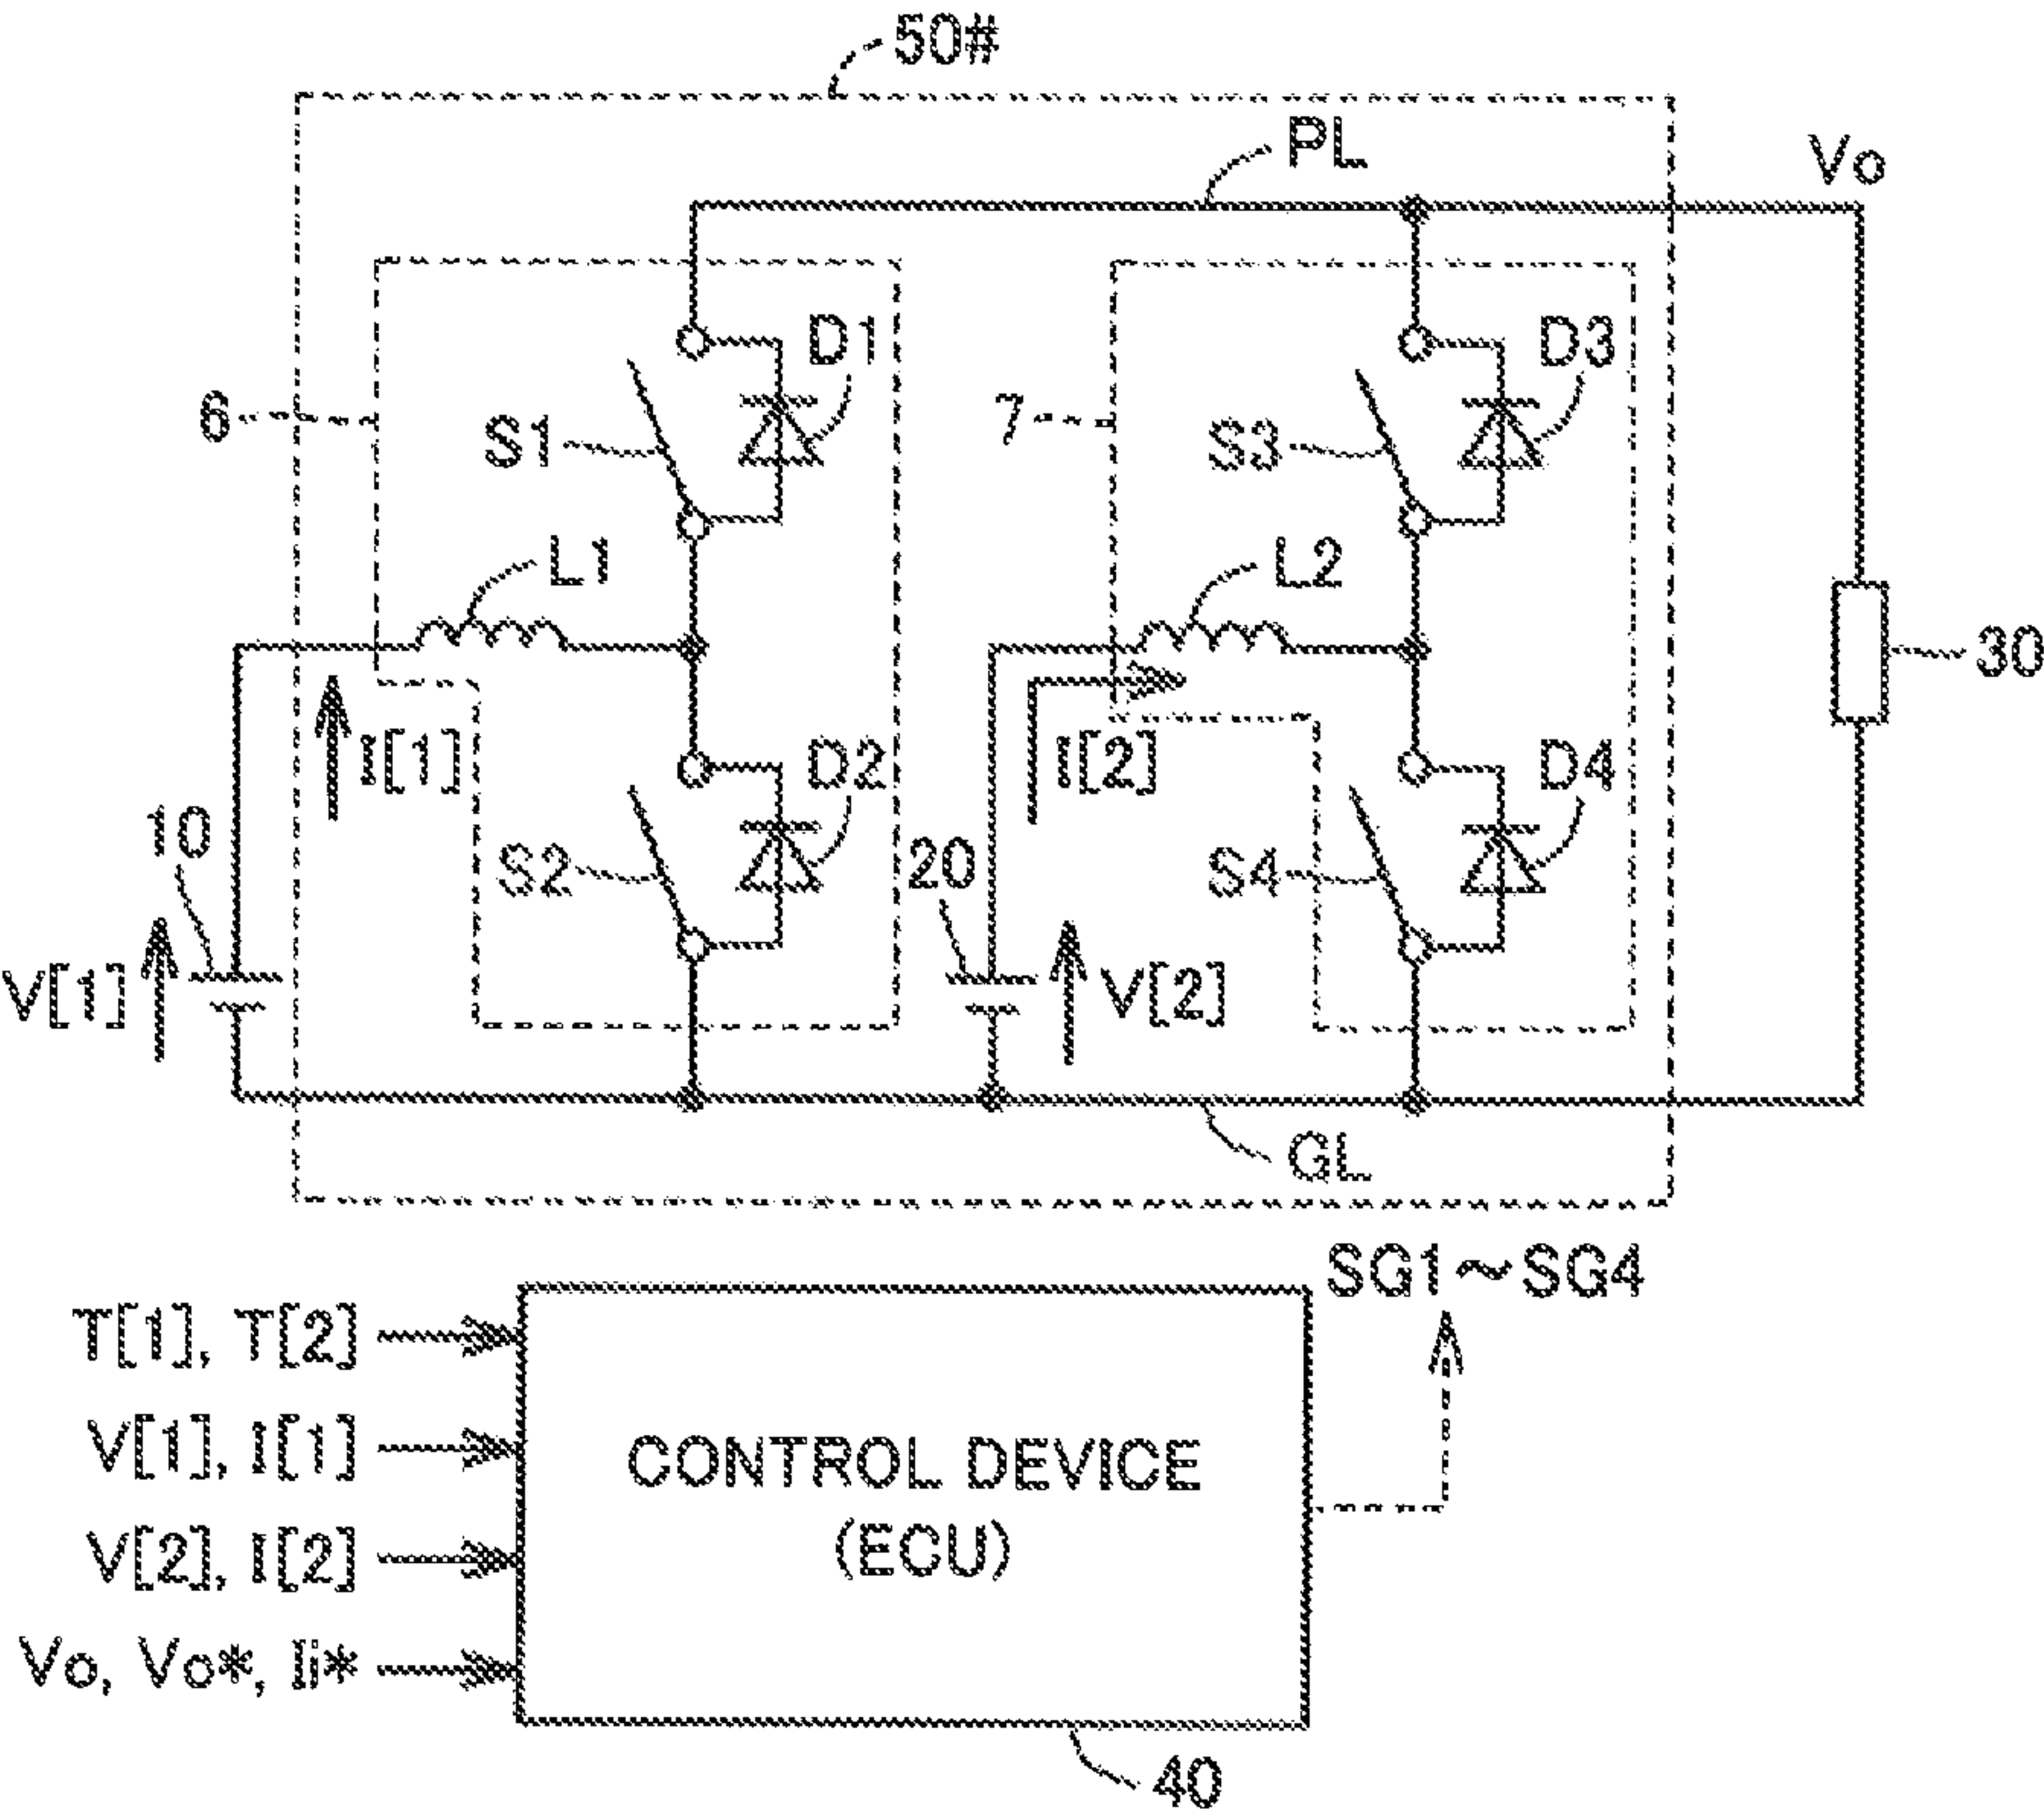 50#
PL
Vo
D1
D3
6
S1
7
S3
L1
L2
30
I[1]
D2
I[2]
D4
10
S2
20
S4
V[1]
V[2]
GL
SG1~SG4
T[1], T[2]
V[1], I[1]
CONTROL DEVICE
(ECU)
V[2], I[2]
Vo, Vo*, Ii*
40